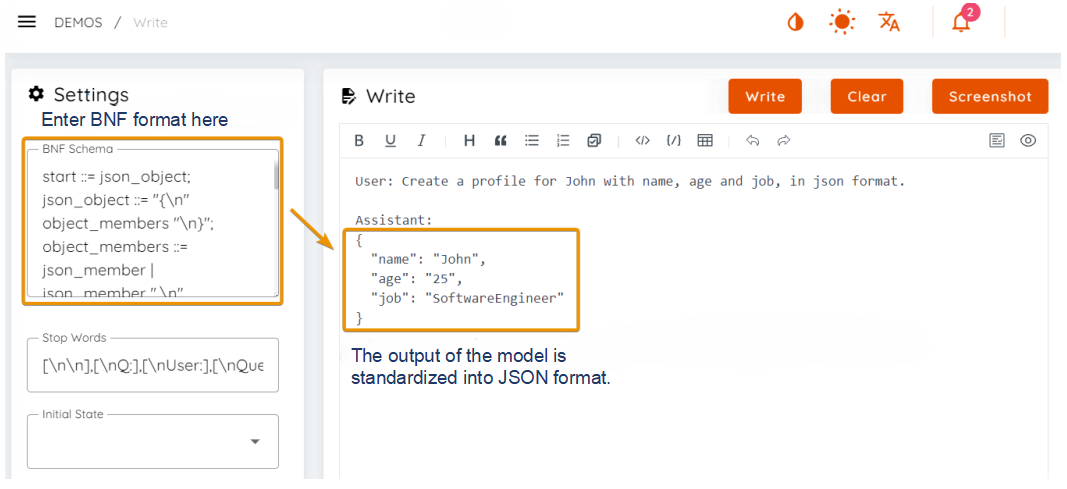 DEMOS / Write
2
Settings
Enter BNF format here
BNF Schema
start ::= json_object;
json_object ::= "{\n"
object_members "\n}";
object_members ::=
json_member |
json_member ",\n"
Stop Words
[\n\n],[\nQ:],[\nUser:],[\nQue
Initial State
Write
Write
Clear
Screenshot
B U I H
User: Create a profile for John with name, age and job, in json format.
Assistant:
{
"name": "John",
"age": "25",
"job": "SoftwareEngineer"
}
The output of the model is
standardized into JSON format.